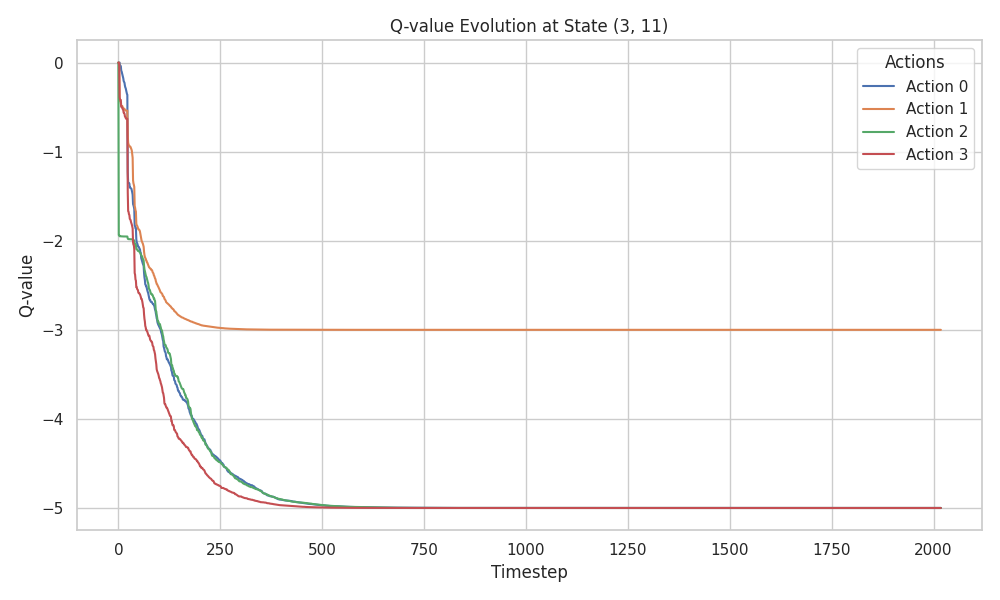 Q-value Evolution at State (3, 11)
Actions
Action 0
Action 1
Action 2
Action 3
Q-value
0
−1
−2
−3
−4
−5
0
250
500
750
1000
1250
1500
1750
2000
Timestep